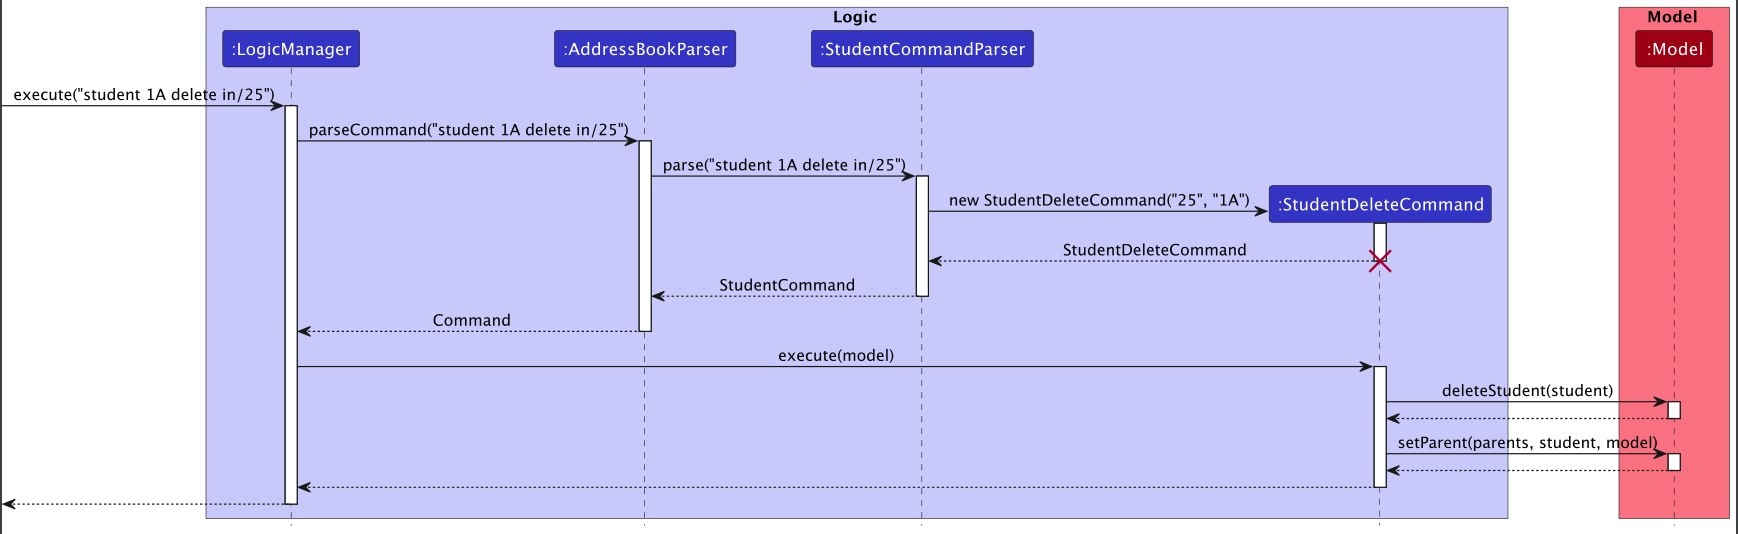 Logic
Model
:LogicManager
:AddressBookParser
:StudentCommandParser
:Model
execute("student 1A delete in/25")
parseCommand("student 1A delete in/25")
parse("student 1A delete in/25")
new StudentDeleteCommand("25", "1A")
:StudentDeleteCommand
StudentDeleteCommand
StudentCommand
Command
execute(model)
deleteStudent(student)
setParent(parents, student, model)